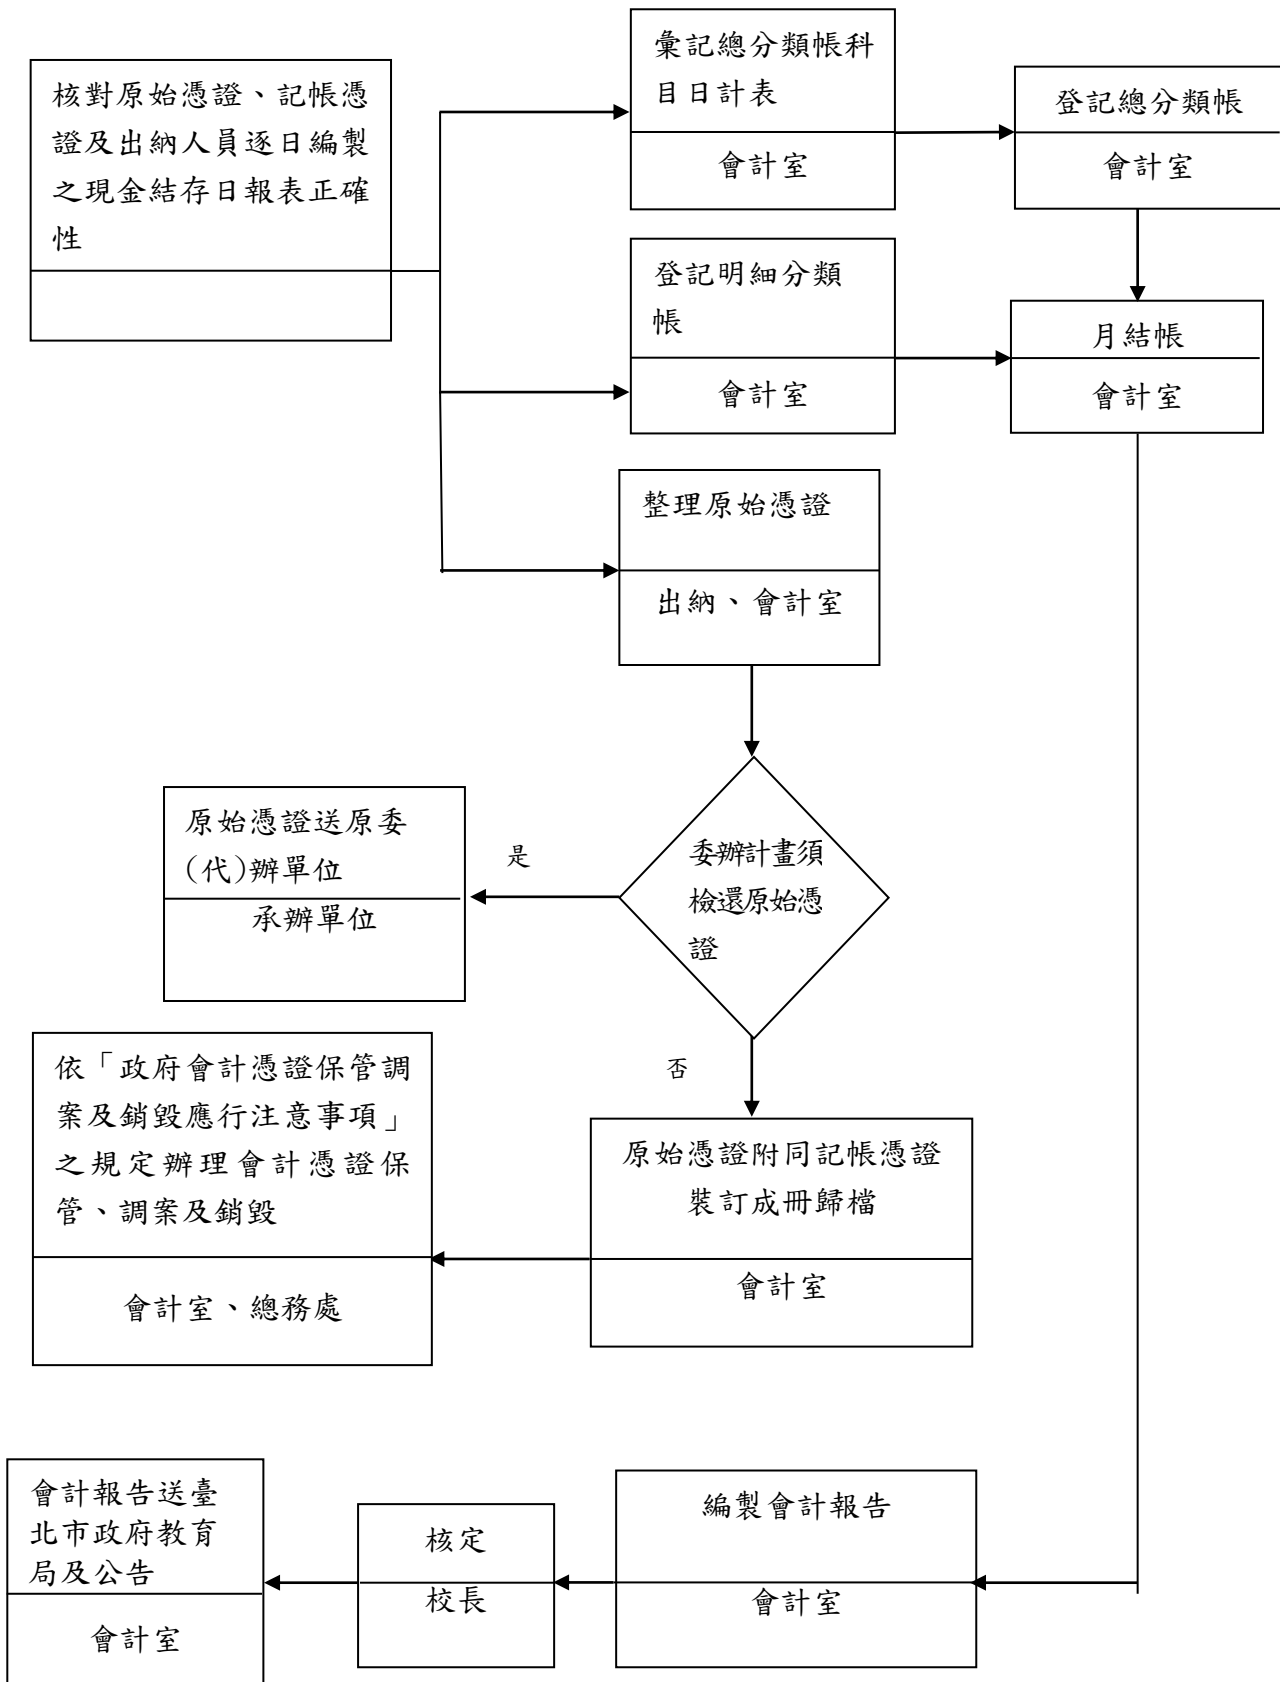 核對原始憑證、記帳憑
證及出納人員逐日編製
之現金結存日報表正確
性
彙記總分類帳科
目日計表
會計室
登記總分類帳
會計室
登記明細分類
帳
會計室
月結帳
會計室
整理原始憑證
出納、會計室
委辦計畫須
檢還原始憑
證
是
原始憑證送原委
(代)辦單位
承辦單位
否
原始憑證附同記帳憑證
裝訂成冊歸檔
會計室
依「政府會計憑證保管調
案及銷毀應行注意事項」
之規定辦理會計憑證保
管、調案及銷毀
會計室、總務處
編製會計報告
會計室
核定
校長
會計報告送臺
北市政府教育
局及公告
會計室